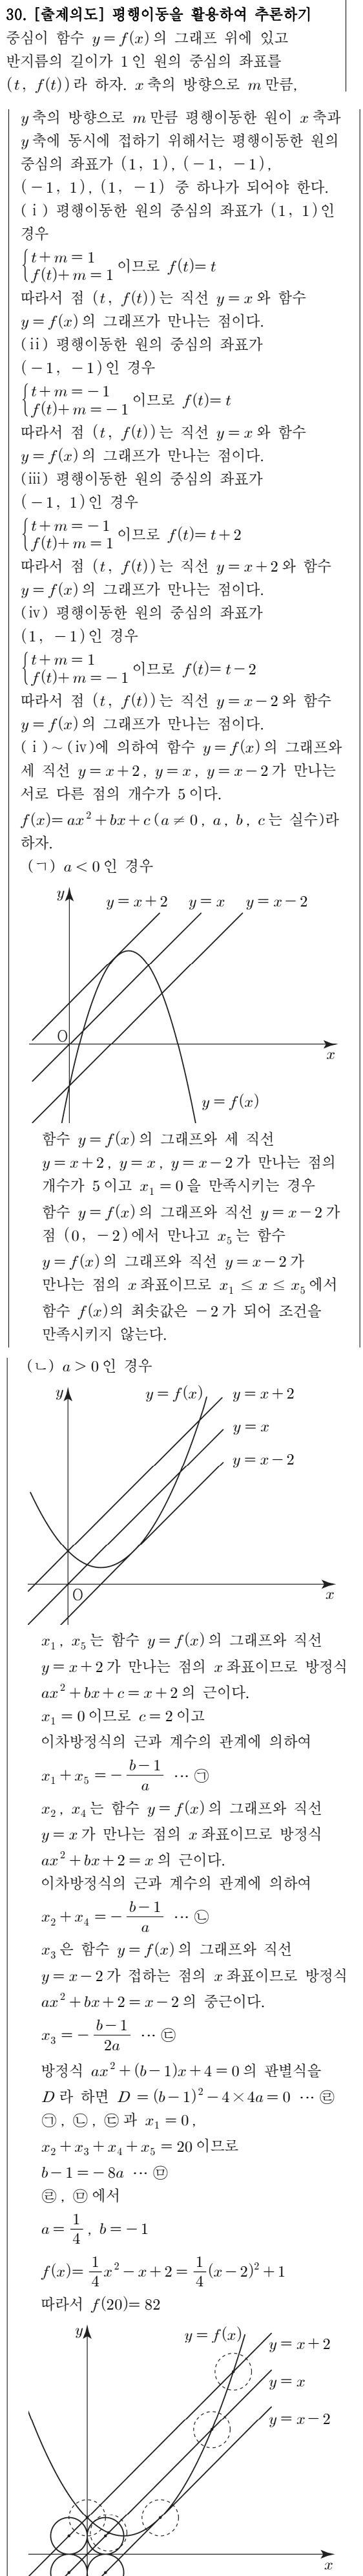 30. [출제의도] 평행이동을 활용하여 추론하기
중심이 함수 y=f(x)의 그래프 위에 있고
반지름의 길이가 1인 원의 중심의 좌표를
(t, f(t))라 하자. x축의 방향으로 m만큼,
y축의 방향으로 m만큼 평행이동한 원이 x축과
y축에 동시에 접하기 위해서는 평행이동한 원의
중심의 좌표가 (1, 1), (-1, -1),
(-1, 1), (1, -1) 중 하나가 되어야 한다.
(ⅰ) 평행이동한 원의 중심의 좌표가 (1, 1)인
경우
{t+m=1
f(t)+m=1 이므로 f(t)=t
따라서 점 (t, f(t))는 직선 y=x와 함수
y=f(x)의 그래프가 만나는 점이다.
(ⅱ) 평행이동한 원의 중심의 좌표가
(-1, -1)인 경우
{t+m=-1
f(t)+m=-1 이므로 f(t)=t
따라서 점 (t, f(t))는 직선 y=x와 함수
y=f(x)의 그래프가 만나는 점이다.
(ⅲ) 평행이동한 원의 중심의 좌표가
(-1, 1)인 경우
{t+m=-1
f(t)+m=1 이므로 f(t)=t+2
따라서 점 (t, f(t))는 직선 y=x+2와 함수
y=f(x)의 그래프가 만나는 점이다.
(ⅳ) 평행이동한 원의 중심의 좌표가
(1, -1)인 경우
{t+m=1
f(t)+m=-1 이므로 f(t)=t-2
따라서 점 (t, f(t))는 직선 y=x-2와 함수
y=f(x)의 그래프가 만나는 점이다.
(ⅰ)~(ⅳ)에 의하여 함수 y=f(x)의 그래프와
세 직선 y=x+2, y=x, y=x-2가 만나는
서로 다른 점의 개수가 5이다.
f(x)=ax²+bx+c (a≠0, a, b, c는 실수)라
하자.
(ㄱ) a<0인 경우
y y=x+2 y=x y=x-2
O x
y=f(x)
함수 y=f(x)의 그래프와 세 직선
y=x+2, y=x, y=x-2가 만나는 점의
개수가 5이고 x₁=0을 만족시키는 경우
함수 y=f(x)의 그래프와 직선 y=x-2가
점 (0, -2)에서 만나고 x₅는 함수
y=f(x)의 그래프와 직선 y=x-2가
만나는 점의 x좌표이므로 x₁≤x≤x₅에서
함수 f(x)의 최솟값은 -2가 되어 조건을
만족시키지 않는다.
(ㄴ) a>0인 경우
y y=f(x) y=x+2
y=x
y=x-2
O x
x₁, x₅는 함수 y=f(x)의 그래프와 직선
y=x+2가 만나는 점의 x좌표이므로 방정식
ax²+bx+c=x+2의 근이다.
x₁=0이므로 c=2이고
이차방정식의 근과 계수의 관계에 의하여
x₁+x₅=-(b-1)/a … ㉠
x₂, x₄는 함수 y=f(x)의 그래프와 직선
y=x가 만나는 점의 x좌표이므로 방정식
ax²+bx+2=x의 근이다.
이차방정식의 근과 계수의 관계에 의하여
x₂+x₄=-(b-1)/a … ㉡
x₃은 함수 y=f(x)의 그래프와 직선
y=x-2가 접하는 점의 x좌표이므로 방정식
ax²+bx+2=x-2의 중근이다.
x₃=-(b-1)/2a … ㉢
방정식 ax²+(b-1)x+4=0의 판별식을
D라 하면 D=(b-1)²-4×4a=0 … ㉣
㉠, ㉡, ㉢과 x₁=0,
x₂+x₃+x₄+x₅=20이므로
b-1=-8a … ㉤
㉣, ㉤에서
a=1/4, b=-1
f(x)=1/4x²-x+2=1/4(x-2)²+1
따라서 f(20)=82
y y=f(x) y=x+2
y=x
y=x-2
x